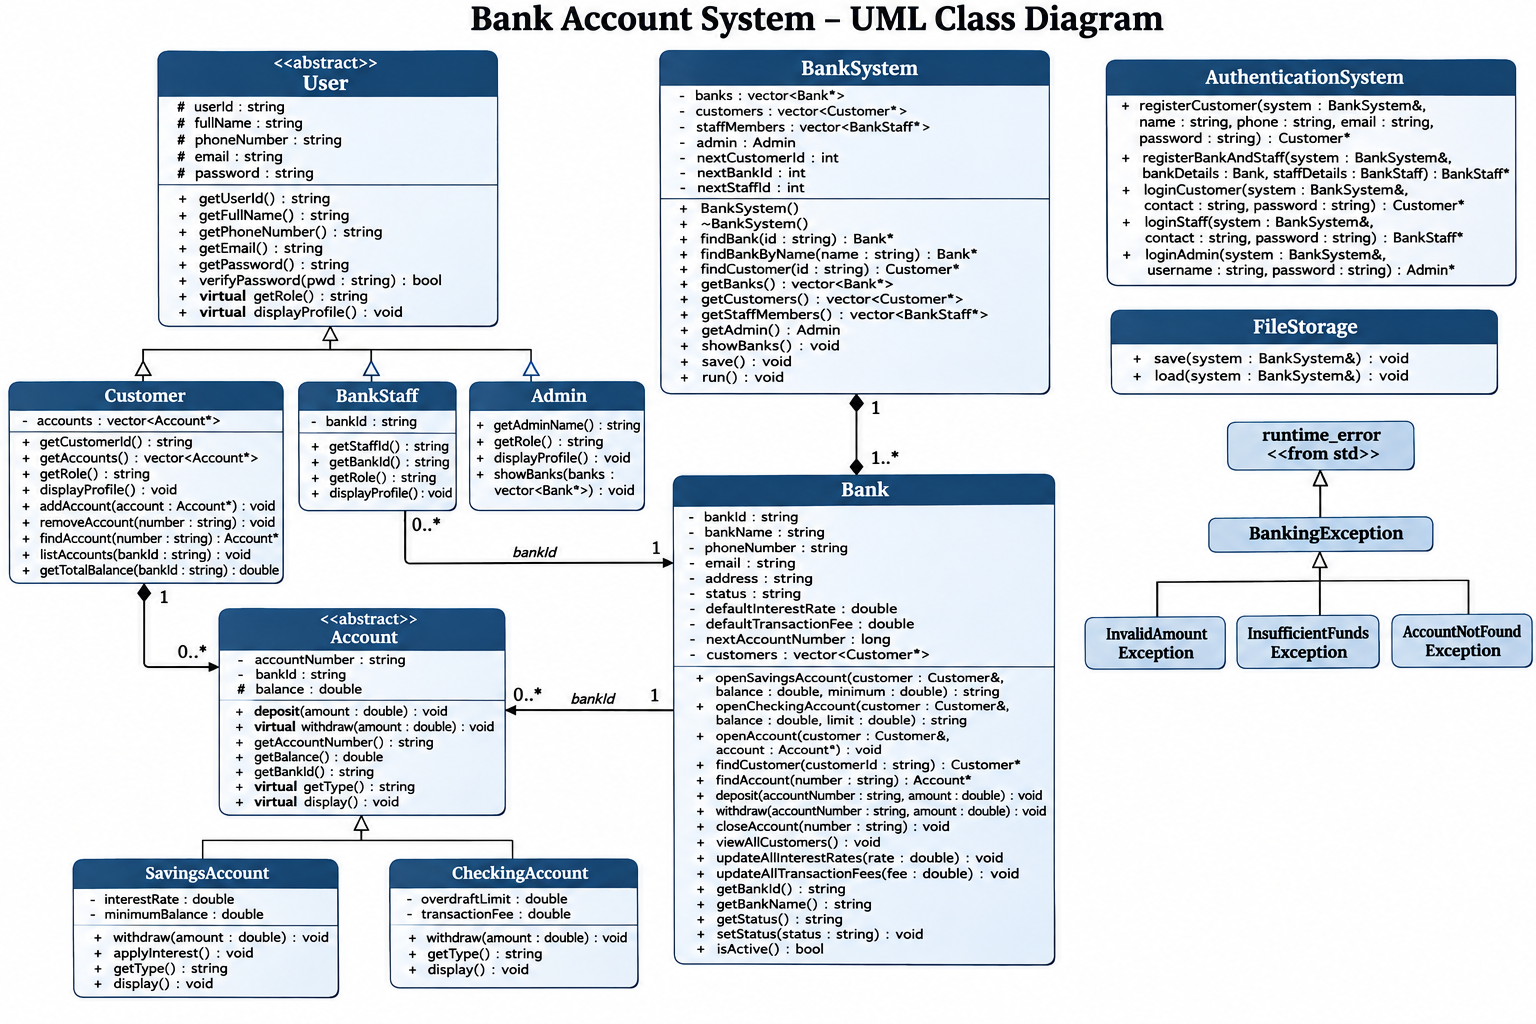 Bank Account System – UML Class Diagram
<<abstract>>
User
# userId : string
# fullName : string
# phoneNumber : string
# email : string
# password : string
+ getUserId() : string
+ getFullName() : string
+ getPhoneNumber() : string
+ getEmail() : string
+ getPassword() : string
+ verifyPassword(pwd : string) : bool
+ virtual getRole() : string
+ virtual displayProfile() : void
BankSystem
- banks : vector<Bank*>
- customers : vector<Customer*>
- staffMembers : vector<BankStaff*>
- admin : Admin
- nextCustomerId : int
- nextBankId : int
- nextStaffId : int
+ BankSystem()
+ ~BankSystem()
+ findBank(id : string) : Bank*
+ findBankByName(name : string) : Bank*
+ findCustomer(id : string) : Customer*
+ getBanks() : vector<Bank*>
+ getCustomers() : vector<Customer*>
+ getStaffMembers() : vector<BankStaff*>
+ getAdmin() : Admin
+ showBanks() : void
+ save() : void
+ run() : void
AuthenticationSystem
+ registerCustomer(system : BankSystem&,
name : string, phone : string, email : string,
password : string) : Customer*
+ registerBankAndStaff(system : BankSystem&,
bankDetails : Bank, staffDetails : BankStaff) : BankStaff*
+ loginCustomer(system : BankSystem&,
contact : string, password : string) : Customer*
+ loginStaff(system : BankSystem&,
contact : string, password : string) : BankStaff*
+ loginAdmin(system : BankSystem&,
username : string, password : string) : Admin*
FileStorage
+ save(system : BankSystem&) : void
+ load(system : BankSystem&) : void
Customer
- accounts : vector<Account*>
+ getCustomerId() : string
+ getAccounts() : vector<Account*>
+ getRole() : string
+ displayProfile() : void
+ addAccount(account : Account*) : void
+ removeAccount(number : string) : void
+ findAccount(number : string) : Account*
+ listAccounts(bankId : string) : void
+ getTotalBalance(bankId : string) : double
BankStaff
- bankId : string
+ getStaffId() : string
+ getBankId() : string
+ getRole() : string
+ displayProfile() : void
Admin
+ getAdminName() : string
+ getRole() : string
+ displayProfile() : void
+ showBanks(banks :
vector<Bank*>) : void
1
1..*
0..*
bankId
1
1
0..*
Bank
- bankId : string
- bankName : string
- phoneNumber : string
- email : string
- address : string
- status : string
- defaultInterestRate : double
- defaultTransactionFee : double
- nextAccountNumber : long
- customers : vector<Customer*>
+ openSavingsAccount(customer : Customer&,
balance : double, minimum : double) : string
+ openCheckingAccount(customer : Customer&,
balance : double, limit : double) : string
+ openAccount(customer : Customer&,
account : Account*) : void
+ findCustomer(customerId : string) : Customer*
+ findAccount(number : string) : Account*
+ deposit(accountNumber : string, amount : double) : void
+ withdraw(accountNumber : string, amount : double) : void
+ closeAccount(number : string) : void
+ viewAllCustomers() : void
+ updateAllInterestRates(rate : double) : void
+ updateAllTransactionFees(fee : double) : void
+ getBankId() : string
+ getBankName() : string
+ getStatus() : string
+ setStatus(status : string) : void
+ isActive() : bool
runtime_error
<<from std>>
BankingException
InvalidAmount
Exception
InsufficientFunds
Exception
AccountNotFound
Exception
<<abstract>>
Account
- accountNumber : string
- bankId : string
# balance : double
+ deposit(amount : double) : void
+ virtual withdraw(amount : double) : void
+ getAccountNumber() : string
+ getBalance() : double
+ getBankId() : string
+ virtual getType() : string
+ virtual display() : void
0..*
bankId
1
SavingsAccount
- interestRate : double
- minimumBalance : double
+ withdraw(amount : double) : void
+ applyInterest() : void
+ getType() : string
+ display() : void
CheckingAccount
- overdraftLimit : double
- transactionFee : double
+ withdraw(amount : double) : void
+ getType() : string
+ display() : void